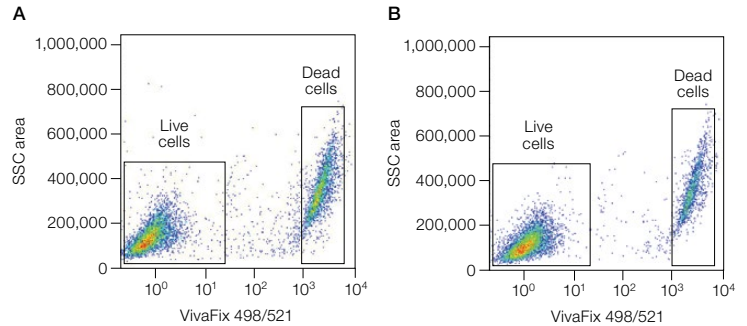 A
SSC area
1,000,000
800,000
600,000
400,000
200,000
0
Live
cells
Dead
cells
10⁰ 10¹ 10² 10³ 10⁴
VivaFix 498/521
B
SSC area
1,000,000
800,000
600,000
400,000
200,000
0
Live
cells
Dead
cells
10⁰ 10¹ 10² 10³ 10⁴
VivaFix 498/521